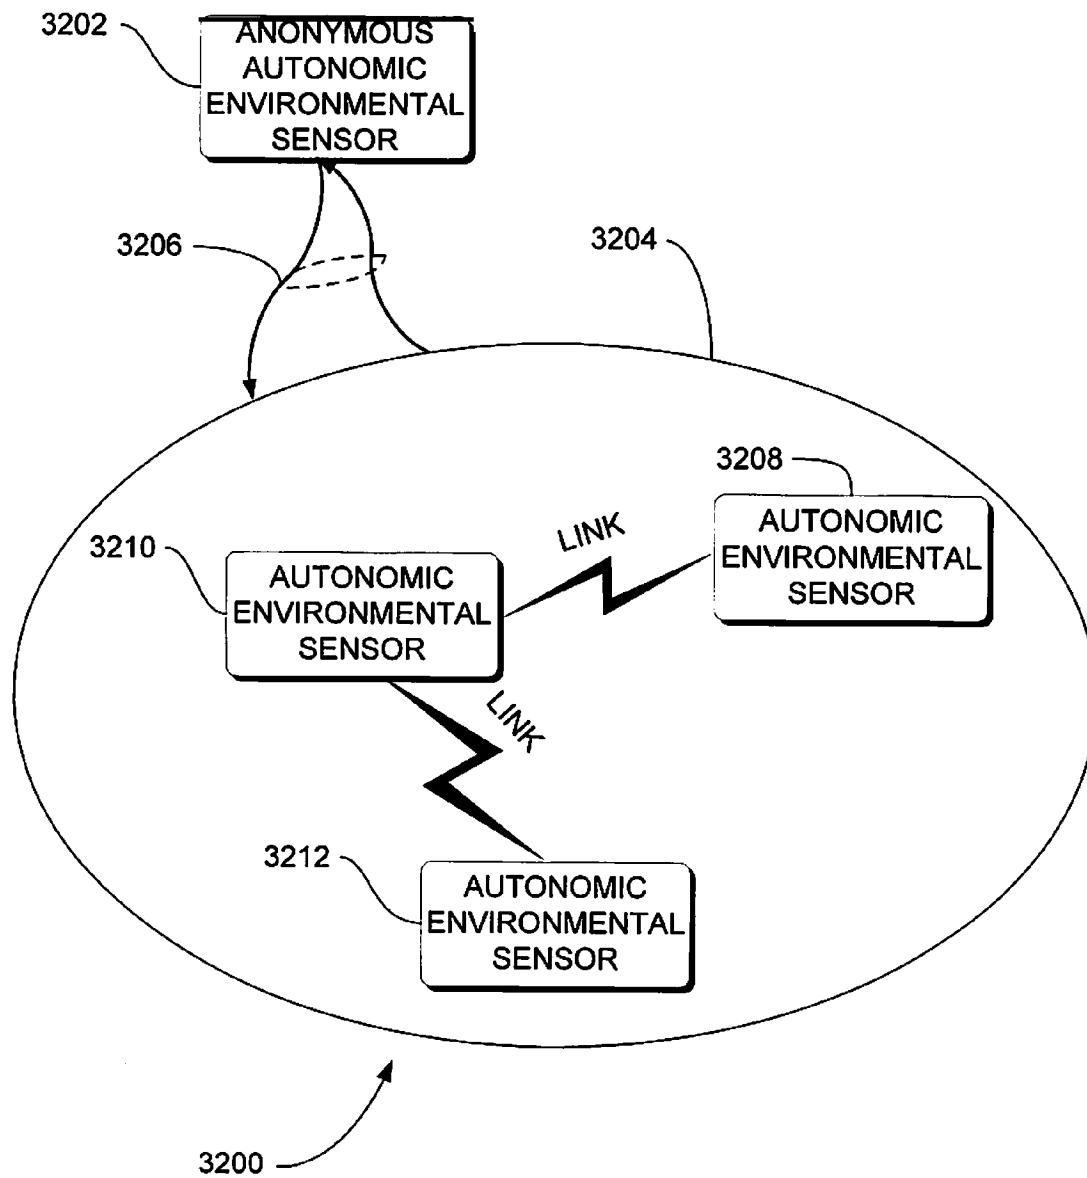 3202
ANONYMOUS
AUTONOMIC
ENVIRONMENTAL
SENSOR
3206
3204
3208
LINK
AUTONOMIC
ENVIRONMENTAL
SENSOR
3210
AUTONOMIC
ENVIRONMENTAL
SENSOR
LINK
3212
AUTONOMIC
ENVIRONMENTAL
SENSOR
3200